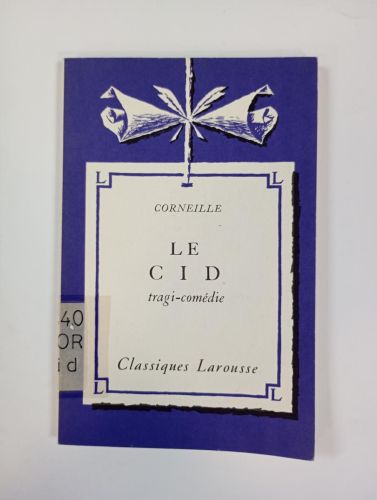 L L
CORNEILLE
LE
CID
tragi-comédie
40
OR
id
Classiques Larousse
L L